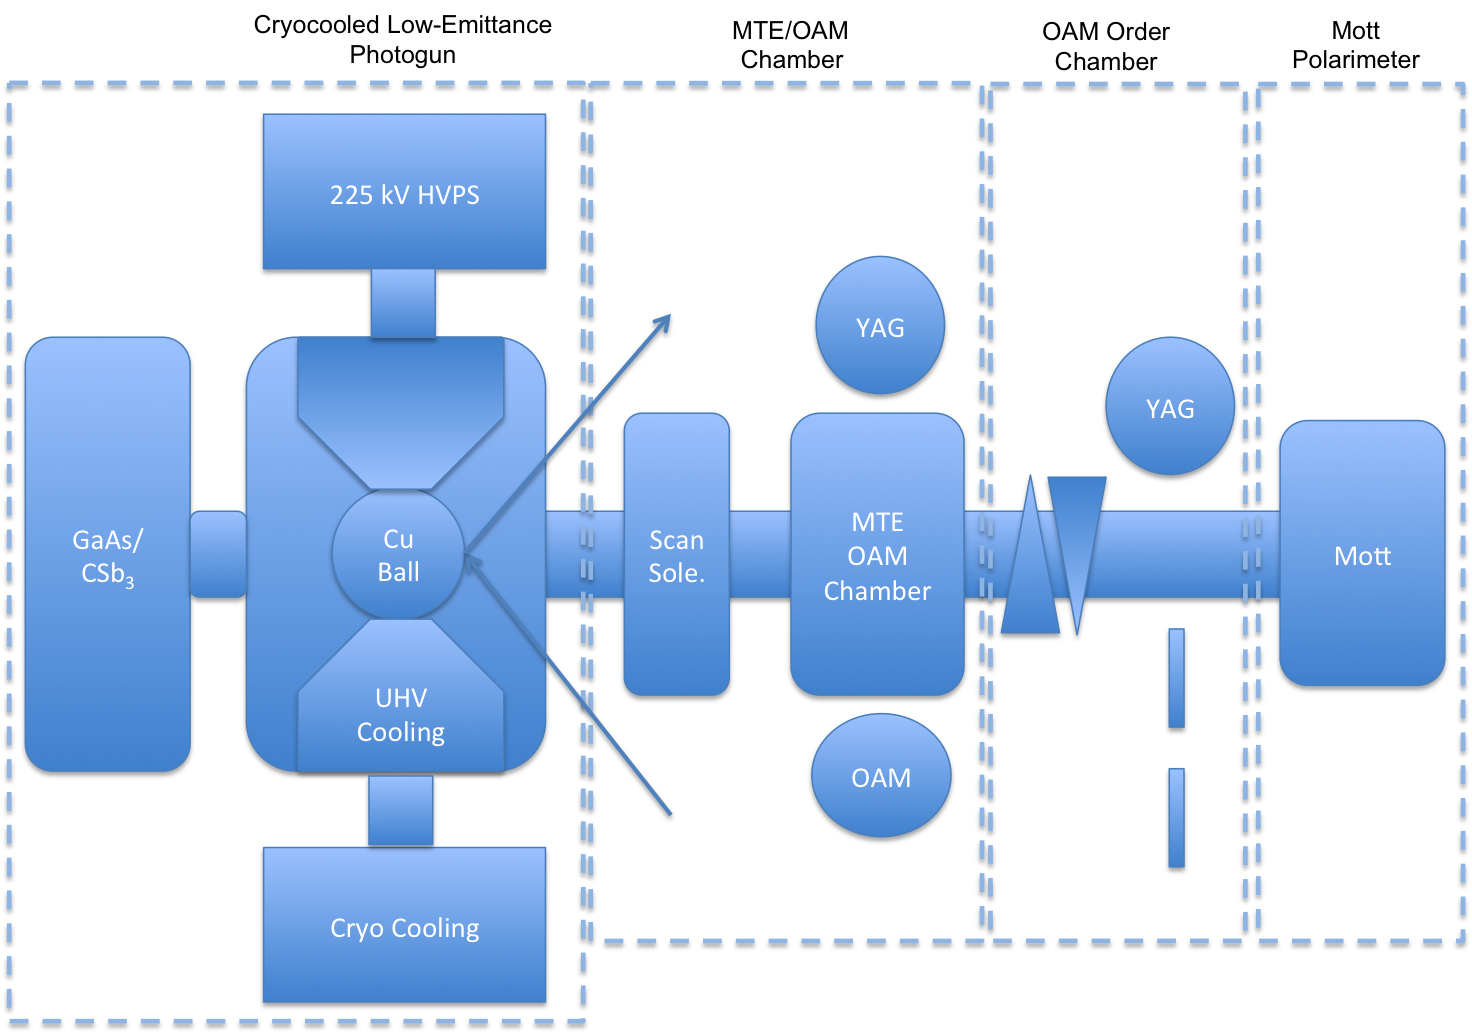 Cryocooled Low-Emittance
Photogun
MTE/OAM
Chamber
OAM Order
Chamber
Mott
Polarimeter
225 kV HVPS
YAG
YAG
GaAs/
CSb₃
Cu
Ball
Scan
Sole.
MTE
OAM
Chamber
Mott
UHV
Cooling
OAM
Cryo Cooling